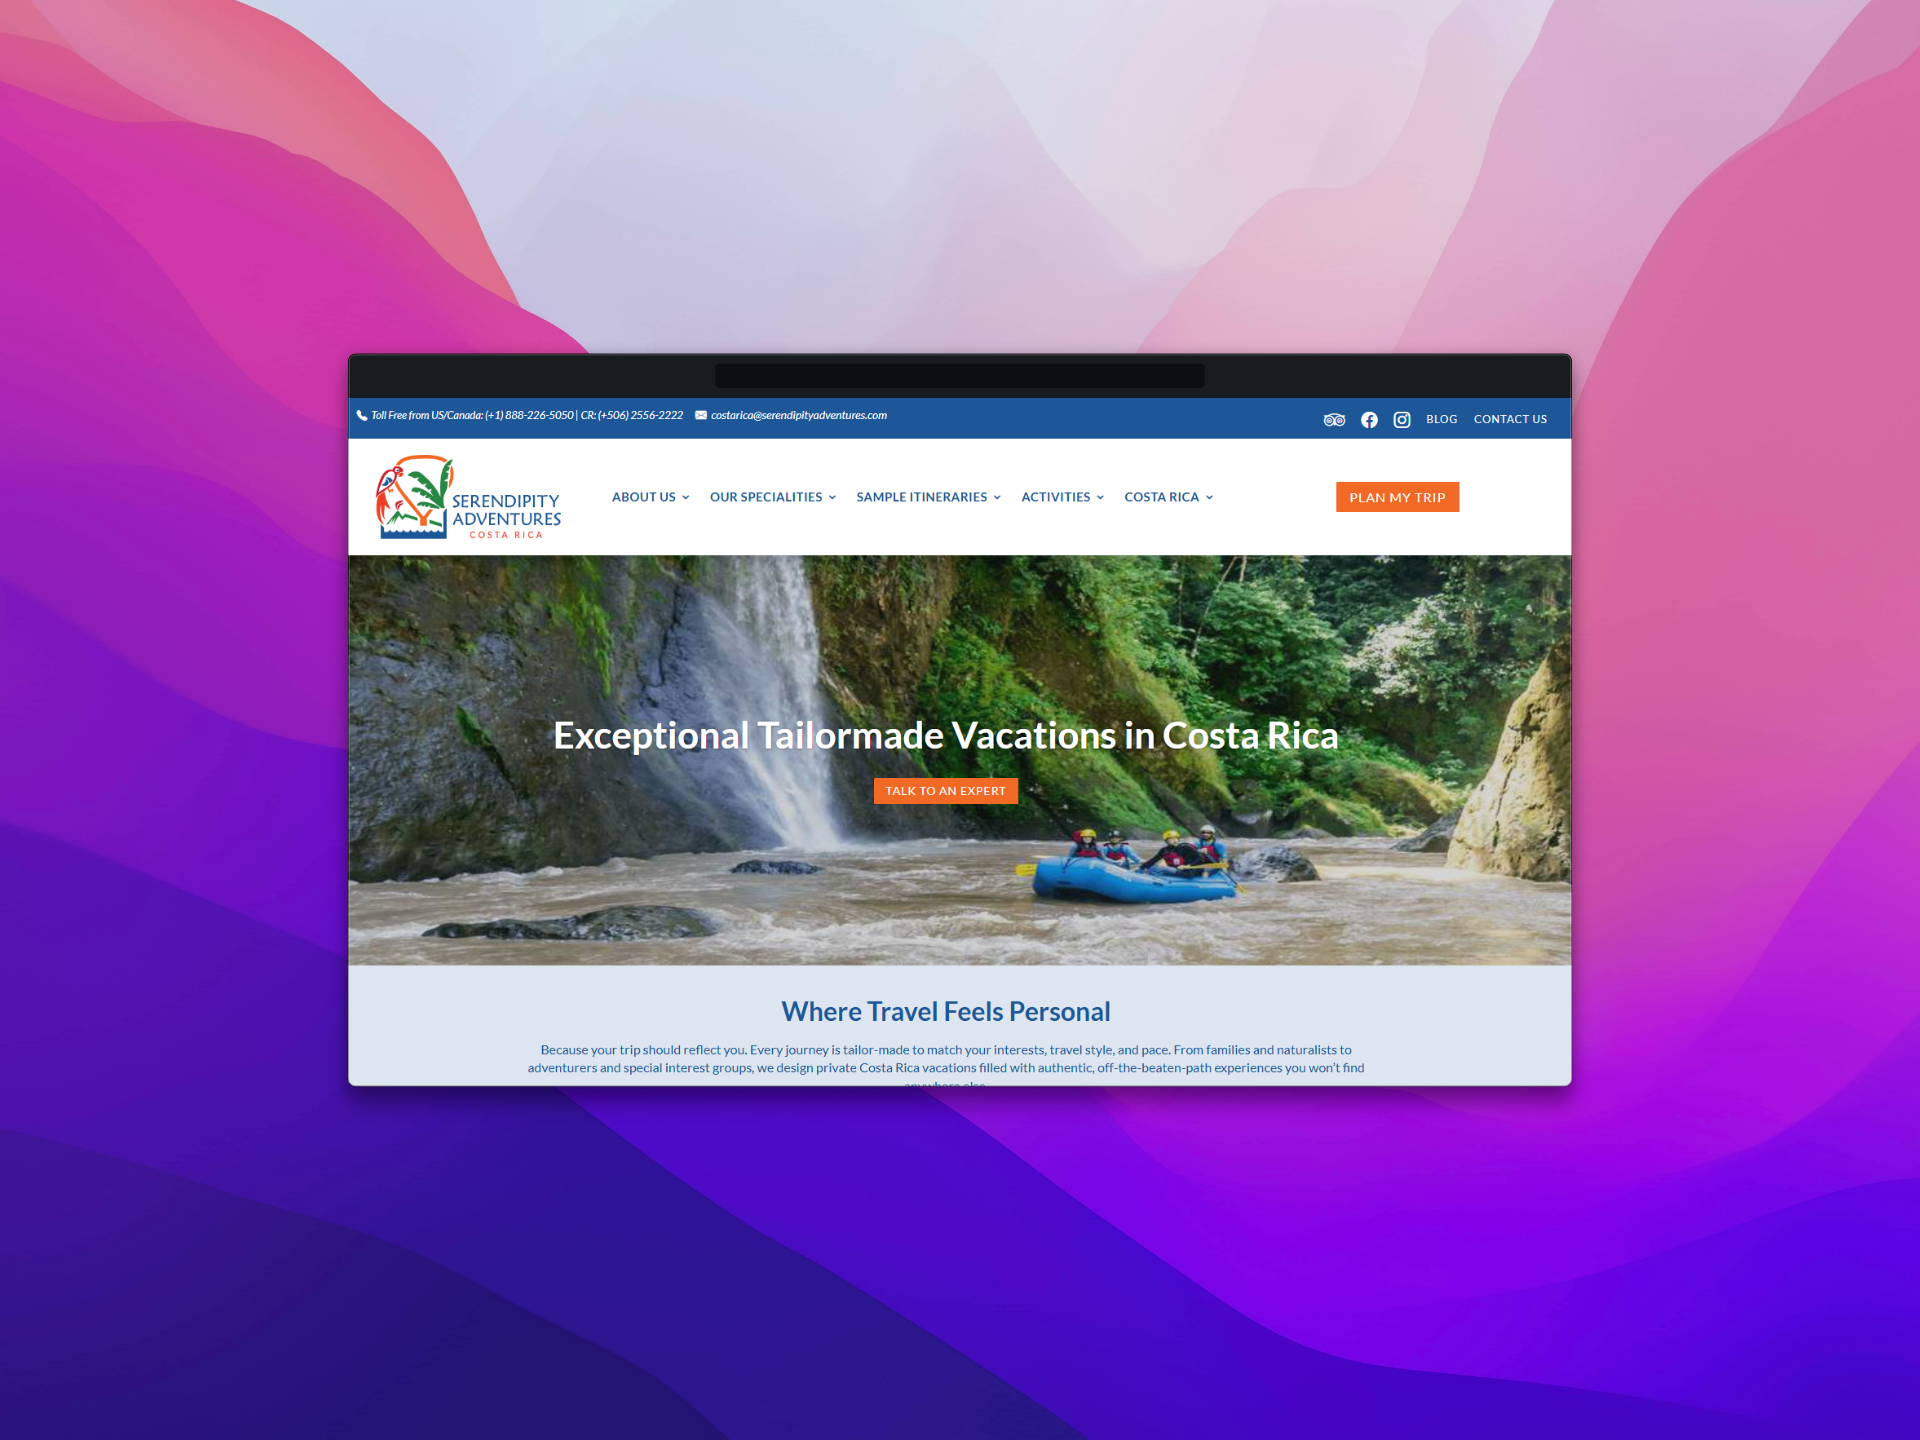 Toll Free from US/Canada: (+1) 888-226-5050 | CR: (+506) 2556-2222 costarica@serendipityadventures.com
BLOG CONTACT US
SERENDIPITY
ADVENTURES
COSTA RICA
ABOUT US OUR SPECIALITIES SAMPLE ITINERARIES ACTIVITIES COSTA RICA
PLAN MY TRIP
Exceptional Tailormade Vacations in Costa Rica
TALK TO AN EXPERT
Where Travel Feels Personal
Because your trip should reflect you. Every journey is tailor-made to match your interests, travel style, and pace. From families and naturalists to
adventurers and special interest groups, we design private Costa Rica vacations filled with authentic, off-the-beaten-path experiences you won't find